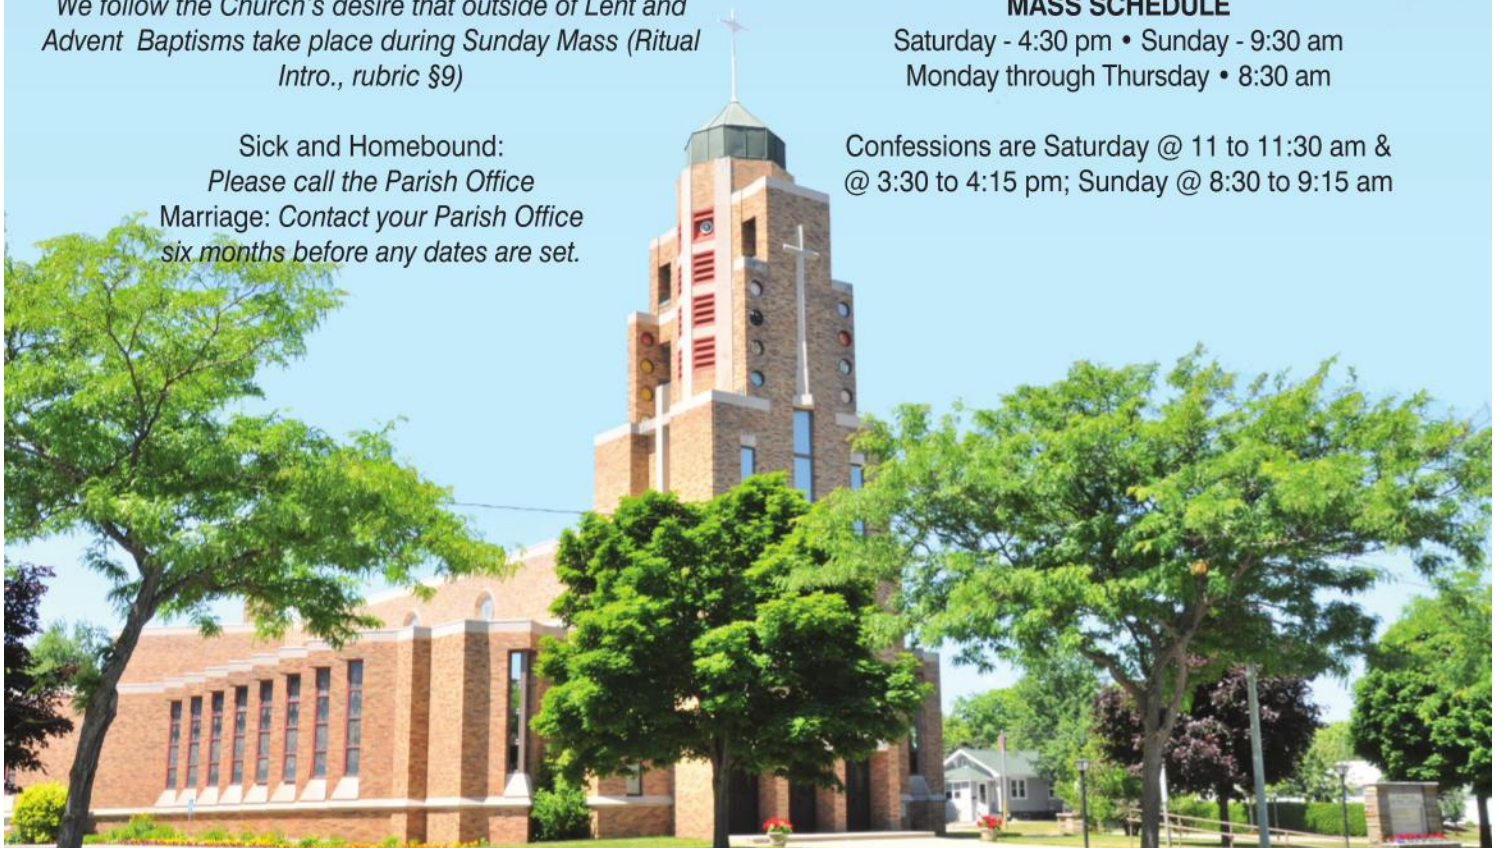 We follow the Church's desire that outside of Lent and
Advent Baptisms take place during Sunday Mass (Ritual
Intro., rubric §9)
Sick and Homebound:
Please call the Parish Office
Marriage: Contact your Parish Office
six months before any dates are set.
MASS SCHEDULE
Saturday - 4:30 pm • Sunday - 9:30 am
Monday through Thursday • 8:30 am
Confessions are Saturday @ 11 to 11:30 am &
@ 3:30 to 4:15 pm; Sunday @ 8:30 to 9:15 am